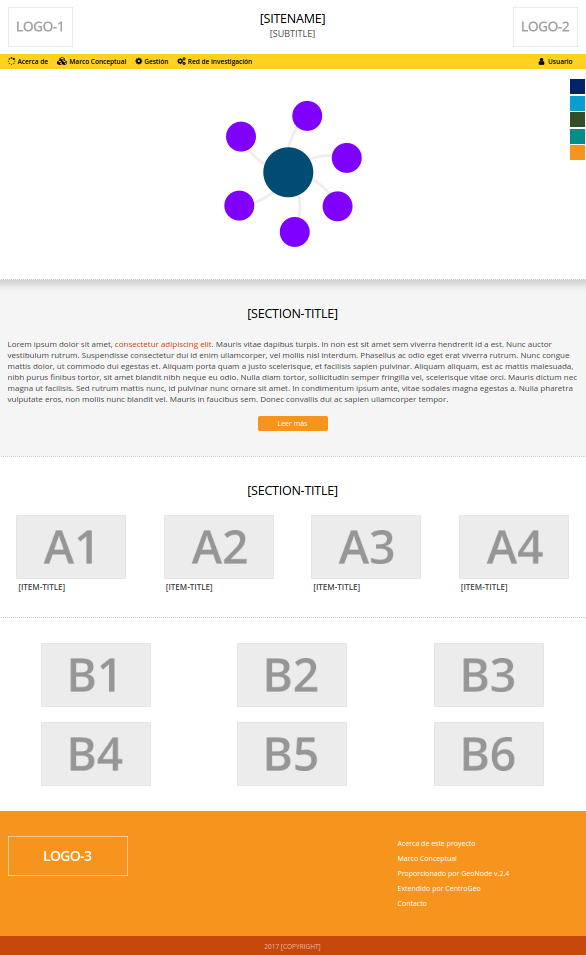 LOGO-1
[SITENAME]
[SUBTITLE]
LOGO-2
Acerca de Marco Conceptual Gestión Red de investigación Usuario
[SECTION-TITLE]
Lorem ipsum dolor sit amet, consectetur adipiscing elit. Mauris vitae dapibus turpis. In non est sit amet sem viverra hendrerit id a est. Nunc auctor
vestibulum rutrum. Suspendisse consectetur dui id enim ullamcorper, vel mollis nisl interdum. Phasellus ac odio eget erat viverra rutrum. Nunc congue
mattis dolor, ut commodo dui egestas et. Aliquam porta quam a justo scelerisque, et facilisis sapien pulvinar. Aliquam aliquam, est ac mattis malesuada,
nibh purus finibus tortor, sit amet blandit nibh neque eu odio. Nulla diam tortor, sollicitudin semper fringilla vel, scelerisque vitae orci. Mauris dictum nec
magna ut facilisis. Sed rutrum mattis nunc, id pulvinar nunc ornare sit amet. In condimentum ipsum ante, vitae sodales magna egestas a. Nulla pharetra
vulputate eros, non mollis nunc blandit vel. Mauris in faucibus sem. Donec convallis dui ac sapien ullamcorper tempor.
Leer más
[SECTION-TITLE]
A1 A2 A3 A4
[ITEM-TITLE] [ITEM-TITLE] [ITEM-TITLE] [ITEM-TITLE]
B1 B2 B3
B4 B5 B6
LOGO-3
Acerca de este proyecto
Marco Conceptual
Proporcionado por GeoNode v.2.4
Extendido por CentroGeo
Contacto
2017 [COPYRIGHT]